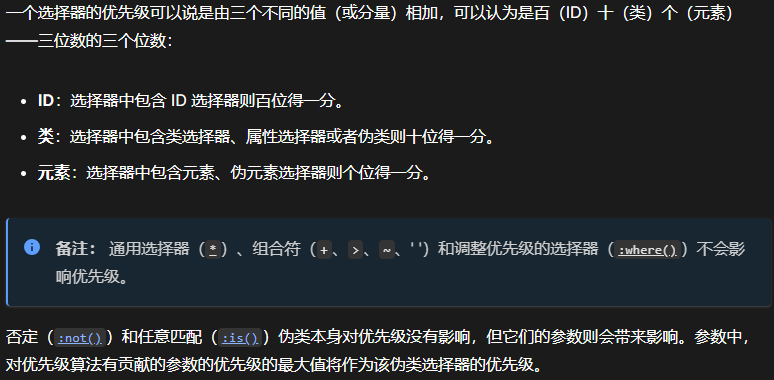 一个选择器的优先级可以说是由三个不同的值（或分量）相加，可以认为是百（ID）十（类）个（元素）
——三位数的三个位数：
• ID：选择器中包含 ID 选择器则百位得一分。
• 类：选择器中包含类选择器、属性选择器或者伪类则十位得一分。
• 元素：选择器中包含元素、伪元素选择器则个位得一分。
备注： 通用选择器（*）、组合符（+、>、~、' '）和调整优先级的选择器（:where()）不会影
响优先级。
否定（:not()）和任意匹配（:is()）伪类本身对优先级没有影响，但它们的参数则会带来影响。参数中，
对优先级算法有贡献的参数的优先级的最大值将作为该伪类选择器的优先级。